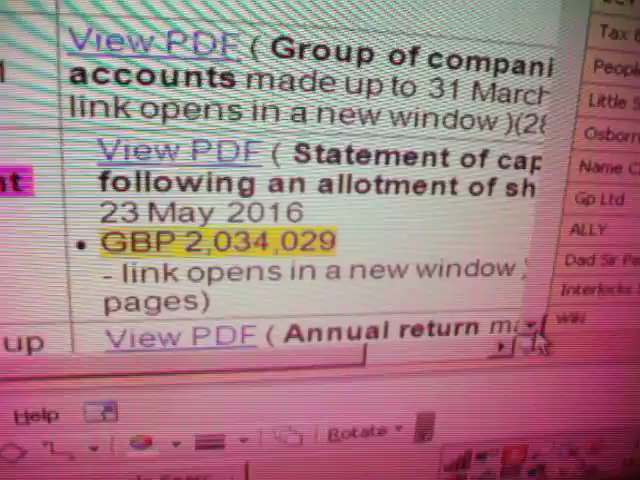 View PDF ( Group of compani
accounts made up to 31 March
link opens in a new window )(28
View PDF ( Statement of cap
following an allotment of sh
23 May 2016
• GBP 2,034,029
- link opens in a new window
pages)
up
View PDF ( Annual return m
Tax
People
Little
Osborn
Name C
Gp Ltd
ALLY
Dad Sir Pe
Interlocks
Help
Rotate